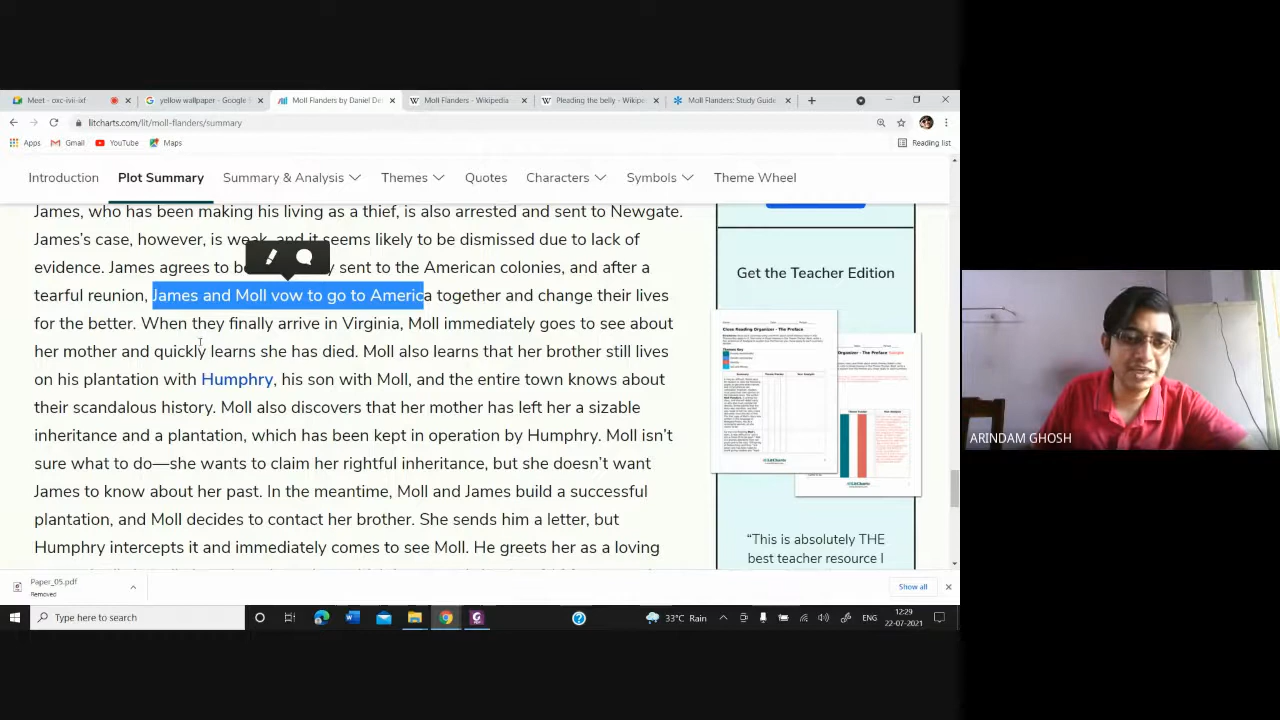 Meet - oxc-ivii-ixf
yellow wallpaper - Google
Moll Flanders by Daniel De
Moll Flanders - Wikipedia
Pleading the belly - Wikipe
Moll Flanders: Study Guide
litcharts.com/lit/moll-flanders/summary
Apps
Gmail
YouTube
Maps
Reading list
Introduction
Plot Summary
Summary & Analysis
Themes
Quotes
Characters
Symbols
Theme Wheel
James, who has been making his living as a thief, is also arrested and sent to Newgate.
James's case, however, is weak, and it seems likely to be dismissed due to lack of
evidence. James agrees to be sent to the American colonies, and after a
tearful reunion, James and Moll vow to go to America together and change their lives
for the better. When they finally arrive in Virginia, Moll immediately goes to see about
her mother and quickly learns she has died. Moll also learns that her brother still lives
on his plantation with Humphry, his son with Moll, and the entire town knows about
their scandalous history. Moll also discovers that her mother has left her a sizable
inheritance and a plantation, which has been kept in operation by Humphry. Moll isn't
sure what to do—she wants to claim her rightful inheritance, but she doesn't want
James to know about her past. In the meantime, Moll and James build a successful
plantation, and Moll decides to contact her brother. She sends him a letter, but
Humphry intercepts it and immediately comes to see Moll. He greets her as a loving
Get the Teacher Edition
Close Reading Organizer - The Preface
Organizer - The Preface
LitCharts
"This is absolutely THE
best teacher resource I
ARINDAM GHOSH
Paper_05.pdf
Removed
Show all
Type here to search
33°C Rain
ENG
12:29
22-07-2021